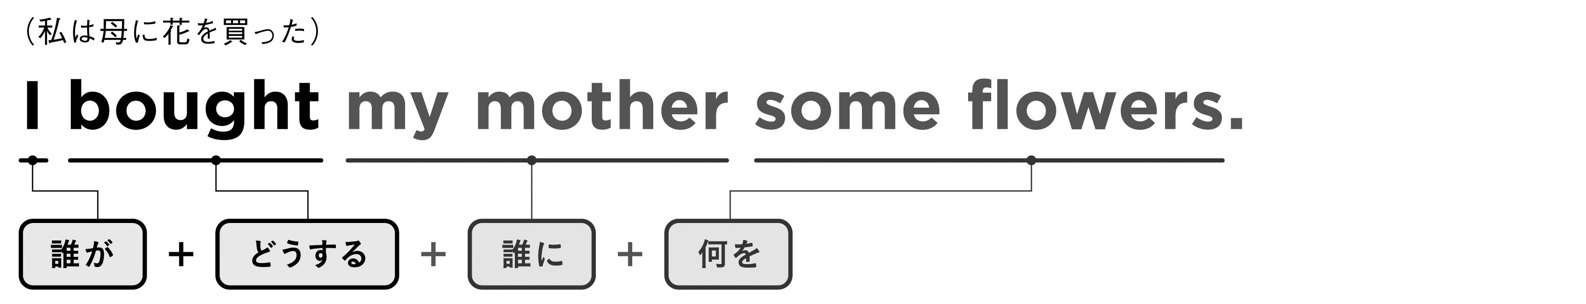 （私は母に花を買った）
I bought my mother some flowers.
誰が + どうする + 誰に + 何を